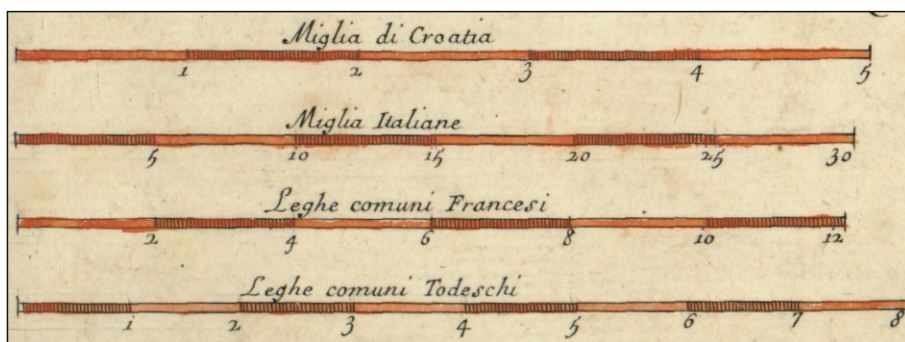 Miglia di Croatia
1 2 3 4 5
Miglia Italiane
5 10 15 20 25 30
Leghe comuni Francesi
2 4 6 8 10 12
Leghe comuni Todeschi
1 2 3 4 5 6 7 8